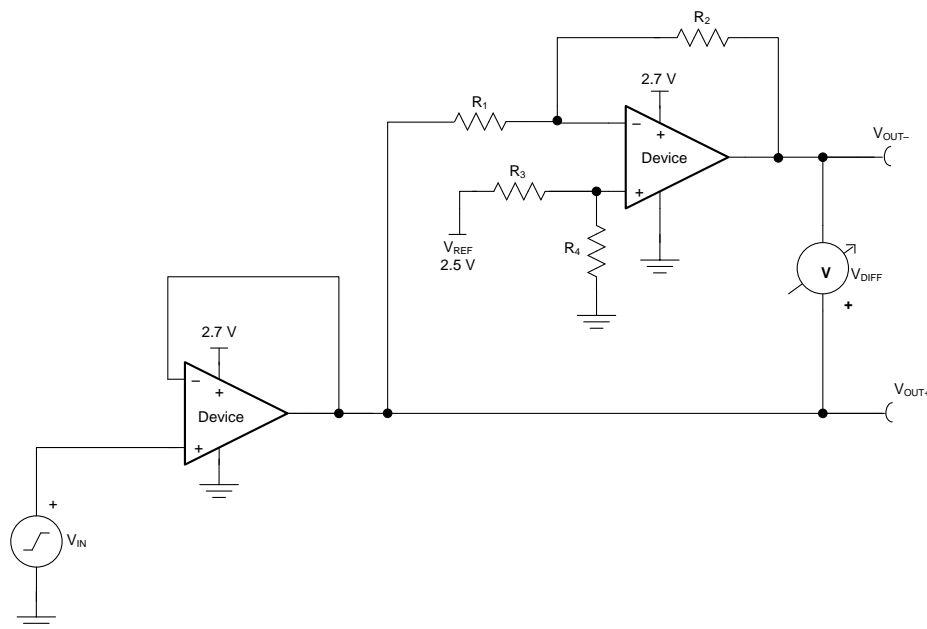 R2
2.7 V
R1
–
+
Device
VOUT–
R3
+
VREF
2.5 V
R4
V
VDIFF
+
2.7 V
–
+
Device
VOUT+
+
+
VIN